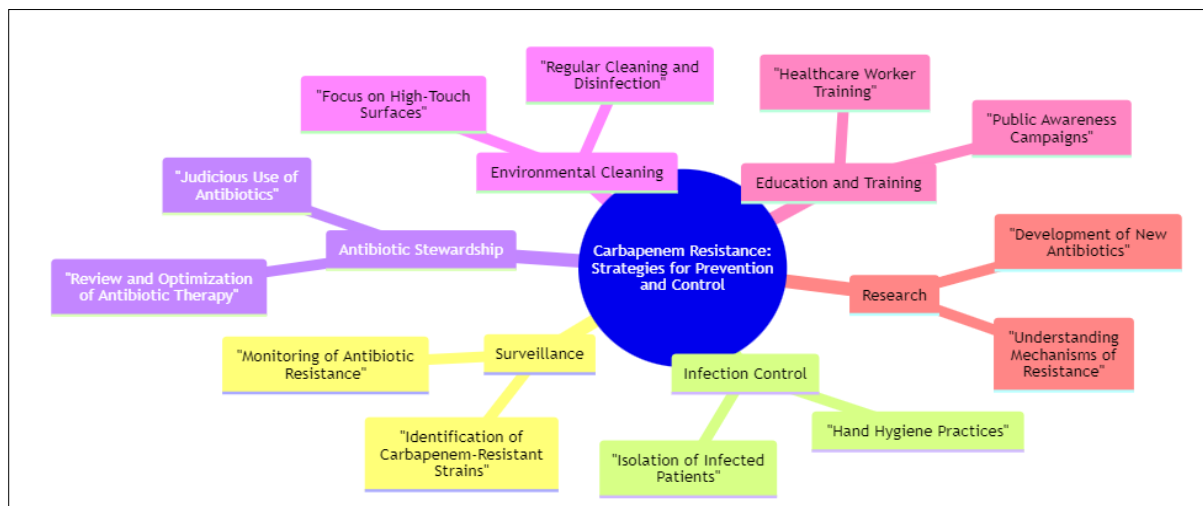 "Regular Cleaning and
Disinfection"
"Healthcare Worker
Training"
"Focus on High-Touch
Surfaces"
"Public Awareness
Campaigns"
Environmental Cleaning
Education and Training
"Judicious Use of
Antibiotics"
Antibiotic Stewardship
Carbapenem Resistance:
Strategies for Prevention
and Control
"Development of New
Antibiotics"
"Review and Optimization
of Antibiotic Therapy"
Research
"Monitoring of Antibiotic
Resistance"
Surveillance
"Understanding
Mechanisms of
Resistance"
Infection Control
"Identification of
Carbapenem-Resistant
Strains"
"Hand Hygiene Practices"
"Isolation of Infected
Patients"